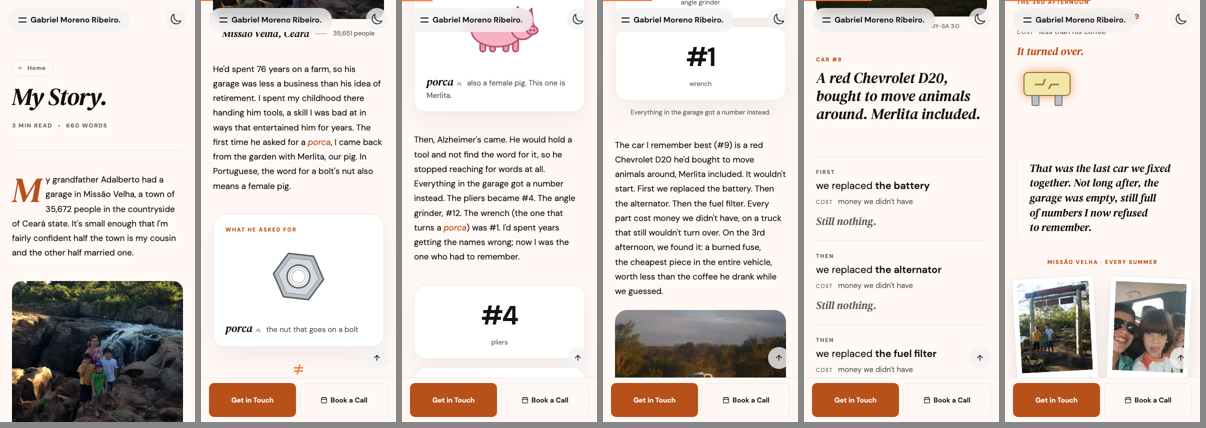 Gabriel Moreno Ribeiro.
← Home
My Story.
3 MIN READ • 660 WORDS
My grandfather Adalberto had a
garage in Missão Velha, a town of
35,672 people in the countryside
of Ceará state. It's small enough that I'm
fairly confident half the town is my cousin
and the other half married one.
Gabriel Moreno Ribeiro.
Missão Velha, Ceará — 35,651 people
He'd spent 76 years on a farm, so his
garage was less a business than his idea of
retirement. I spent my childhood there
handing him tools, a skill I was bad at in
ways that entertained him for years. The
first time he asked for a porca, I came back
from the garden with Merlita, our pig. In
Portuguese, the word for a bolt's nut also
means a female pig.
WHAT HE ASKED FOR
porca n. the nut that goes on a bolt
≠
Get in Touch
Book a Call
Gabriel Moreno Ribeiro.
porca n. also a female pig. This one is
Merlita.
Then, Alzheimer's came. He would hold a
tool and not find the word for it, so he
stopped reaching for words at all.
Everything in the garage got a number
instead. The pliers became #4. The angle
grinder, #12. The wrench (the one that
turns a porca) was #1. I'd spent years
getting the names wrong; now I was the
one who had to remember.
#4
pliers
Get in Touch
Book a Call
angle grinder
Gabriel Moreno Ribeiro.
#1
wrench
Everything in the garage got a number instead.
The car I remember best (#9) is a red
Chevrolet D20 he'd bought to move
animals around, Merlita included. It wouldn't
start. First we replaced the battery. Then
the alternator. Then the fuel filter. Every
part cost money we didn't have, on a truck
that still wouldn't turn over. On the 3rd
afternoon, we found it: a burned fuse,
the cheapest piece in the entire vehicle,
worth less than the coffee he drank while
we guessed.
Get in Touch
Book a Call
Gabriel Moreno Ribeiro.
BY-SA 3.0
CAR #9
A red Chevrolet D20,
bought to move animals
around. Merlita included.
FIRST
we replaced the battery
COST money we didn't have
Still nothing.
THEN
we replaced the alternator
COST money we didn't have
Still nothing.
THEN
we replaced the fuel filter
COST money we didn't have
Get in Touch
Book a Call
THE 3RD AFTERNOON
Gabriel Moreno Ribeiro.
COST less than his coffee
It turned over.
That was the last car we fixed
together. Not long after, the
garage was empty, still full
of numbers I now refused
to remember.
MISSÃO VELHA · EVERY SUMMER
Get in Touch
Book a Call